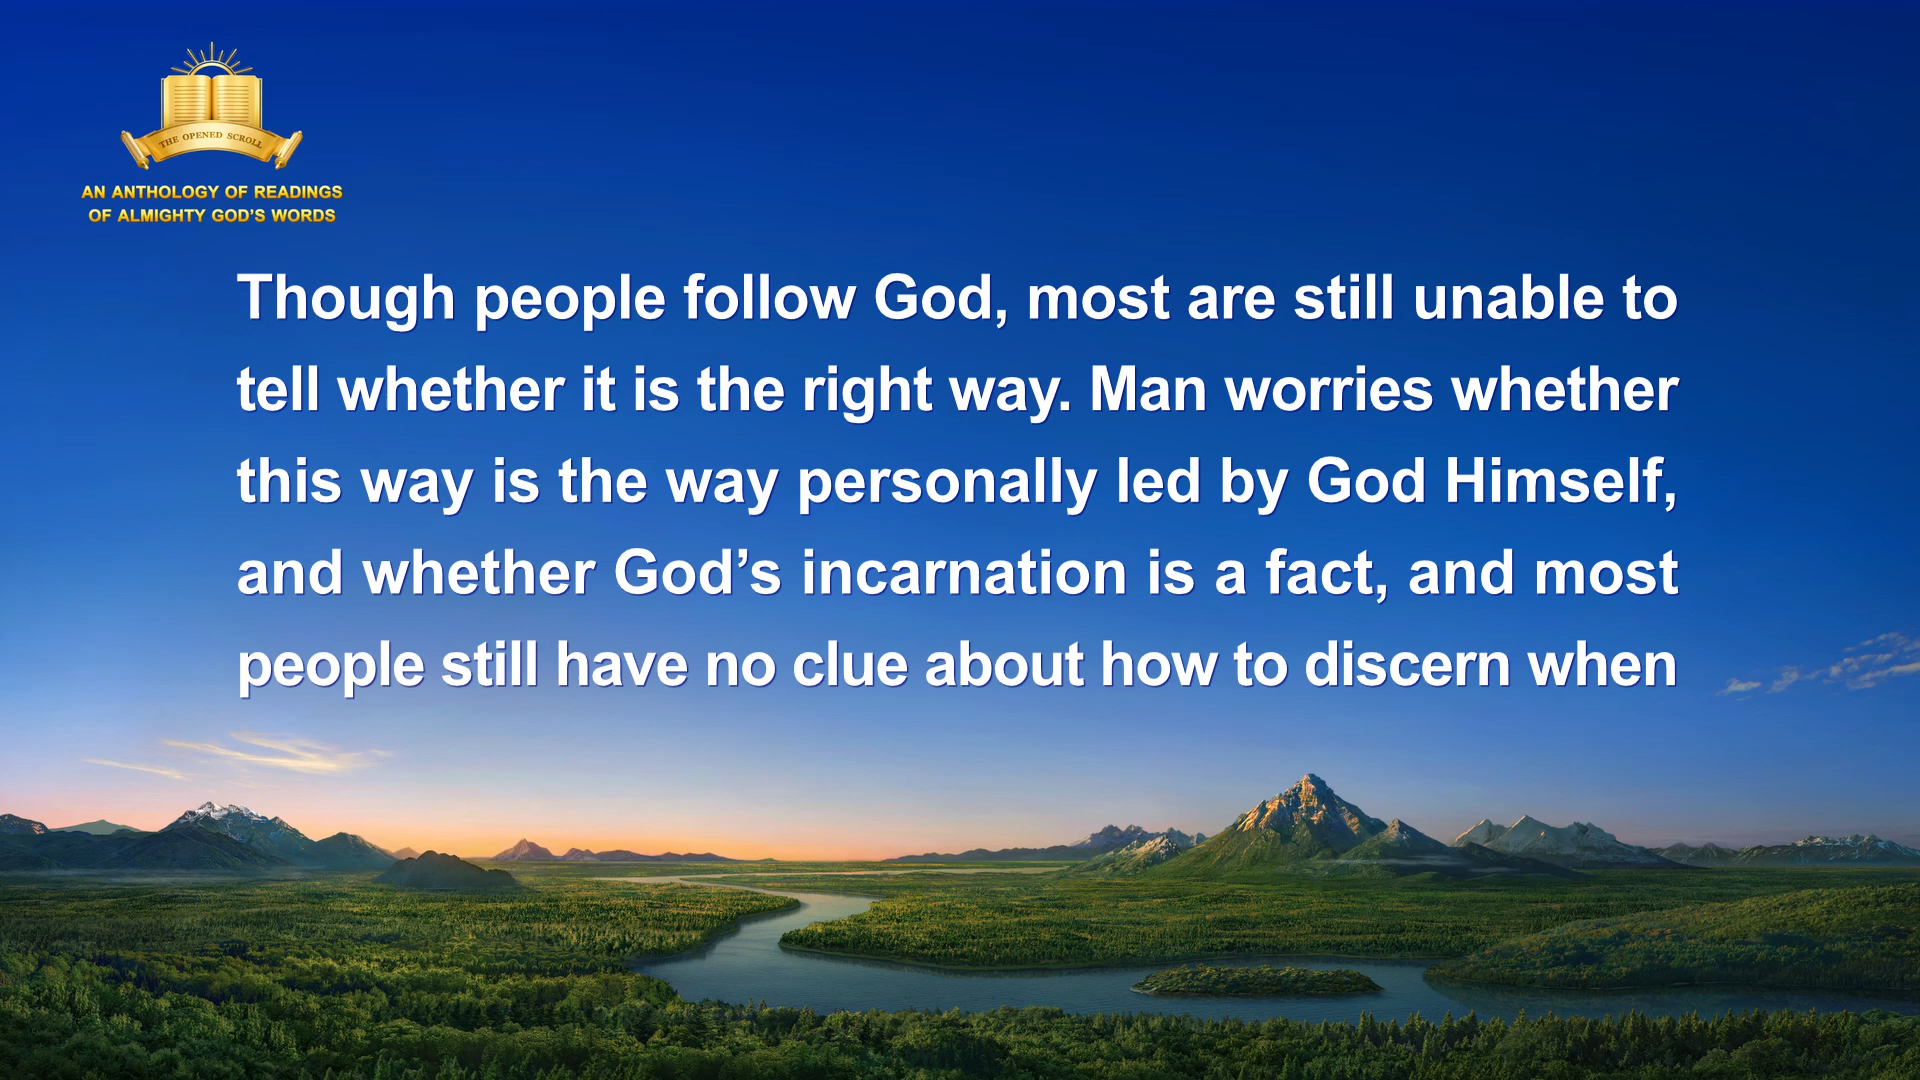 THE OPENED SCROLL
AN ANTHOLOGY OF READINGS
OF ALMIGHTY GOD’S WORDS
Though people follow God, most are still unable to
tell whether it is the right way. Man worries whether
this way is the way personally led by God Himself,
and whether God’s incarnation is a fact, and most
people still have no clue about how to discern when